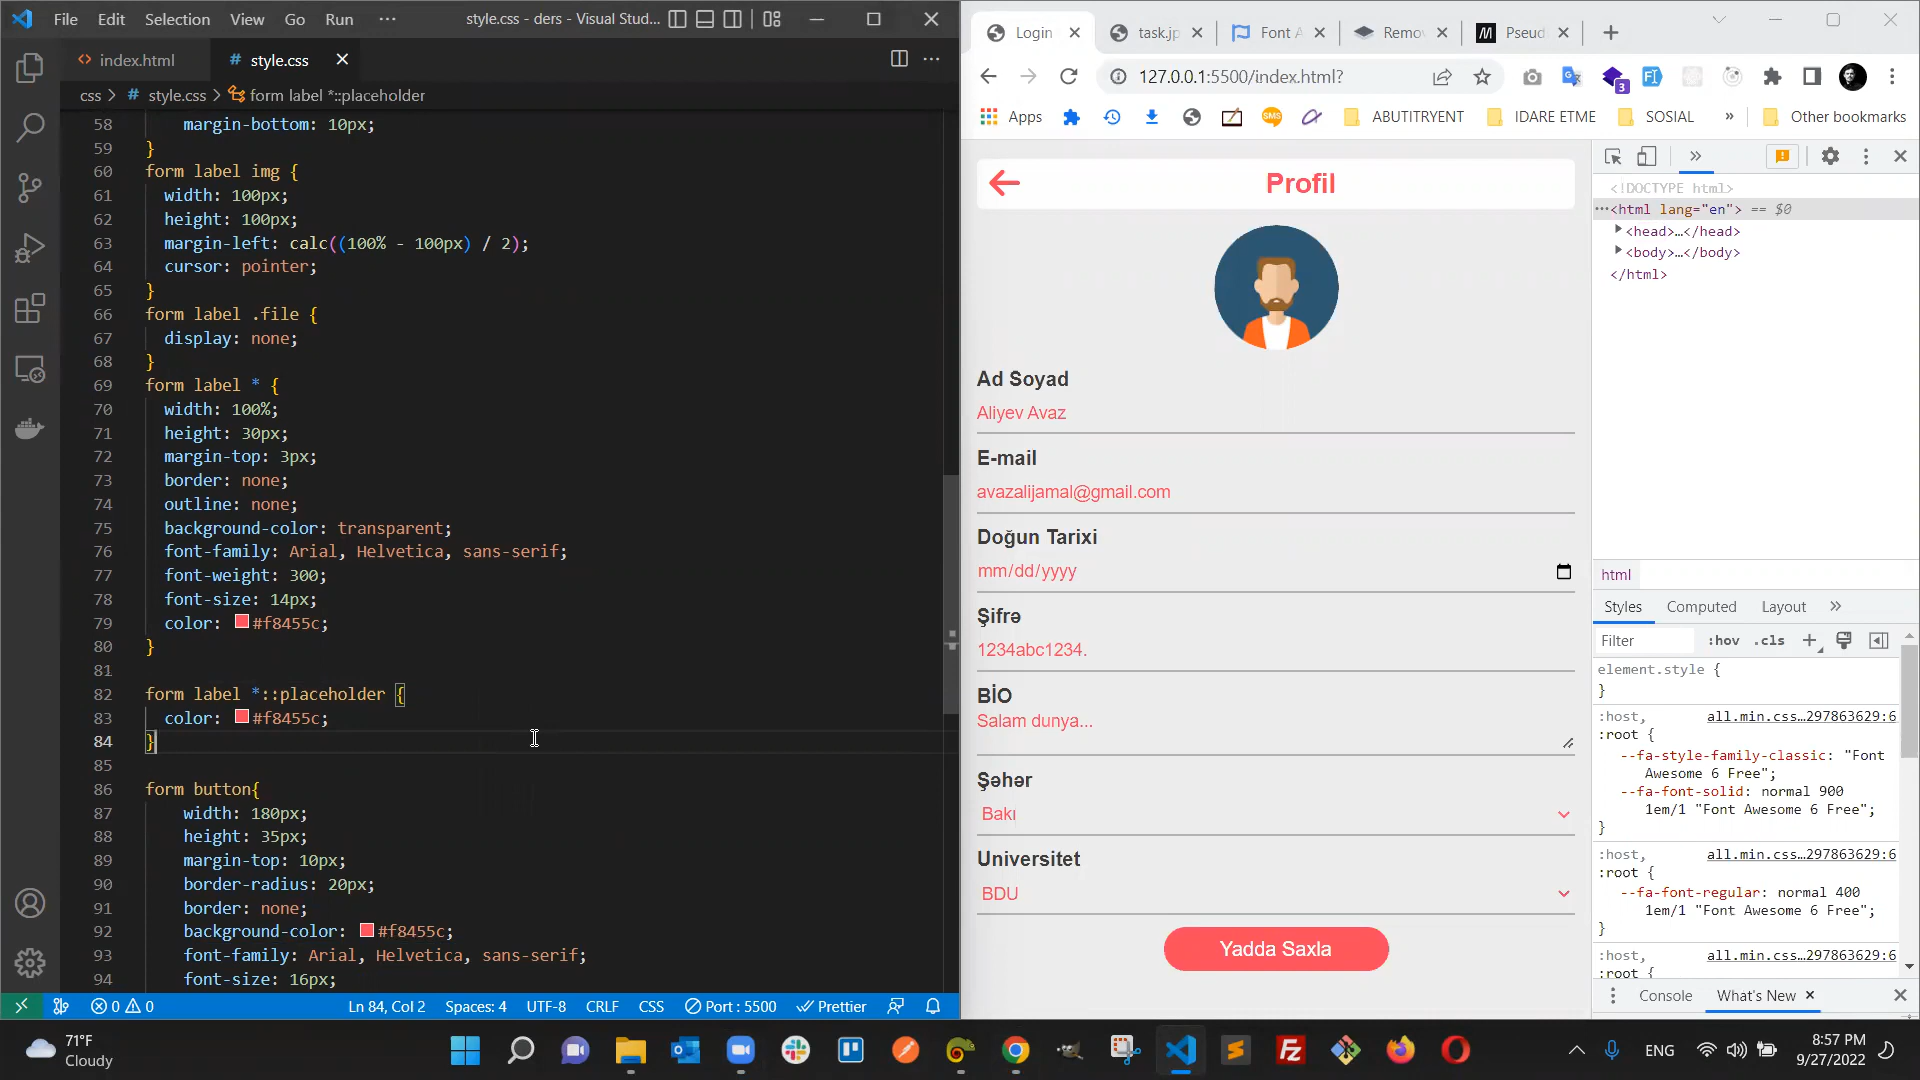 File Edit Selection View Go Run ··· style.css - ders - Visual Stud...
index.html
style.css
css > # style.css > form label *::placeholder
58 margin-bottom: 10px;
59 }
60 form label img {
61 width: 100px;
62 height: 100px;
63 margin-left: calc((100% - 100px) / 2);
64 cursor: pointer;
65 }
66 form label .file {
67 display: none;
68 }
69 form label * {
70 width: 100%;
71 height: 30px;
72 margin-top: 3px;
73 border: none;
74 outline: none;
75 background-color: transparent;
76 font-family: Arial, Helvetica, sans-serif;
77 font-weight: 300;
78 font-size: 14px;
79 color: #f8455c;
80 }
81
82 form label *::placeholder {
83 color: #f8455c;
84 }
85
86 form button{
87 width: 180px;
88 height: 35px;
89 margin-top: 10px;
90 border-radius: 20px;
91 border: none;
92 background-color: #f8455c;
93 font-family: Arial, Helvetica, sans-serif;
94 font-size: 16px;
0 0 Ln 84, Col 2 Spaces: 4 UTF-8 CRLF CSS Port : 5500 Prettier
Login task.jp Font A Remov Pseud
127.0.0.1:5500/index.html?
3
Apps SMS ABUTITRYENT IDARE ETME SOSIAL » Other bookmarks
Profil
Ad Soyad
Aliyev Avaz
E-mail
avazalijamal@gmail.com
Doğun Tarixi
mm/dd/yyyy
Şifrə
1234abc1234.
BİO
Salam dunya...
Şəhər
Bakı
Universitet
BDU
Yadda Saxla
<!DOCTYPE html>
···<html lang="en"> == $0
<head>…</head>
<body>…</body>
</html>
html
Styles Computed Layout »
Filter :hov .cls +
element.style {
}
:host, all.min.css…297863629:6
:root {
--fa-style-family-classic: "Font
Awesome 6 Free";
--fa-font-solid: normal 900
1em/1 "Font Awesome 6 Free";
}
:host, all.min.css…297863629:6
:root {
--fa-font-regular: normal 400
1em/1 "Font Awesome 6 Free";
}
:host, all.min.css…297863629:6
:root {
Console What's New
71°F
Cloudy
ENG
8:57 PM
9/27/2022